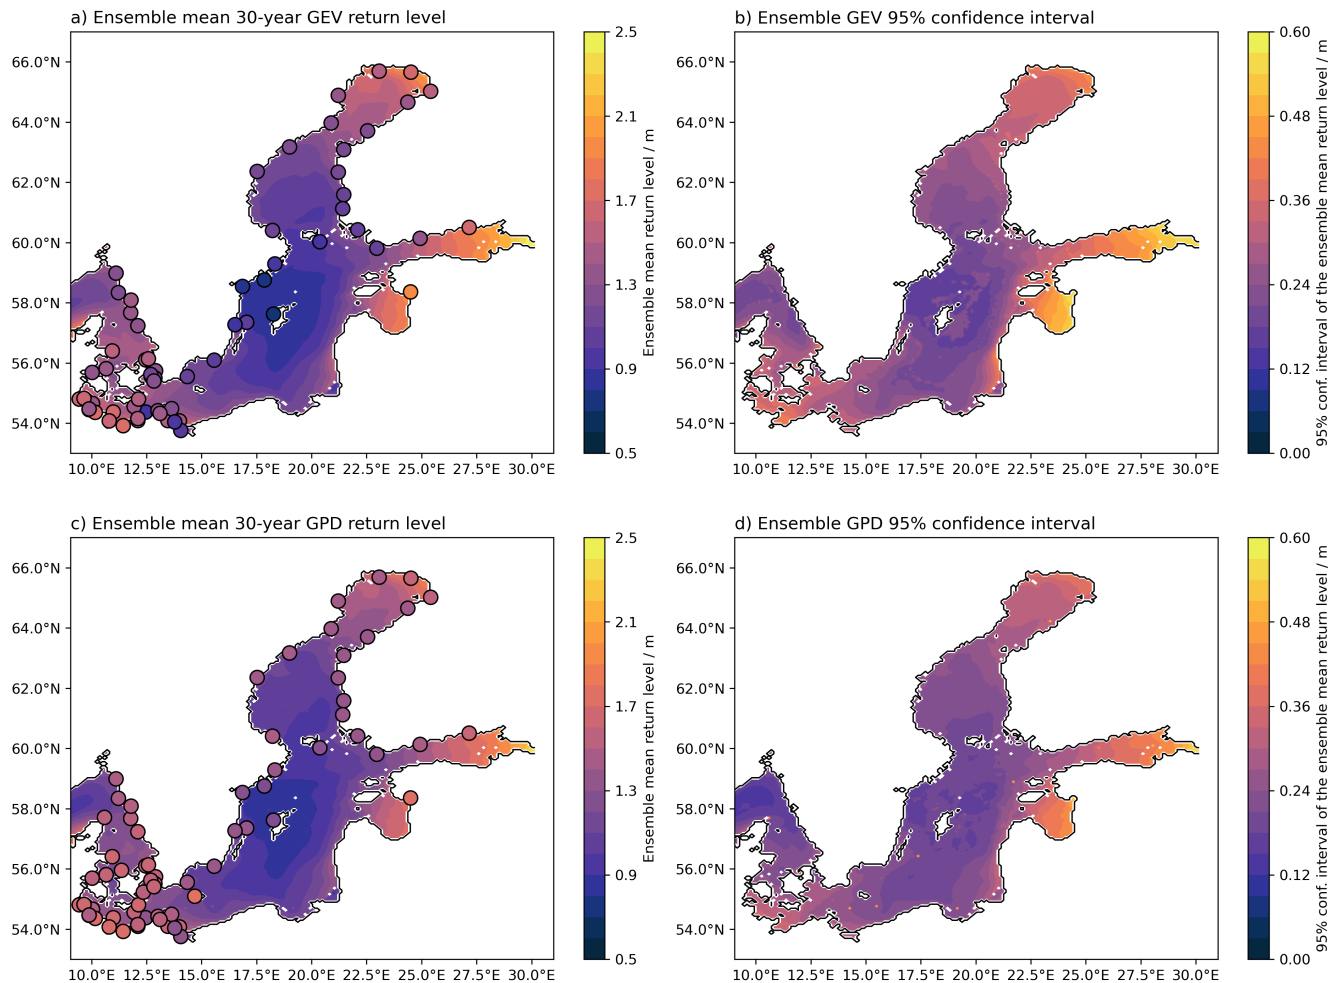 a) Ensemble mean 30-year GEV return level
66.0°N
64.0°N
62.0°N
60.0°N
58.0°N
56.0°N
54.0°N
10.0°E 12.5°E 15.0°E 17.5°E 20.0°E 22.5°E 25.0°E 27.5°E 30.0°E
2.5
2.1
1.7
1.3
0.9
0.5
Ensemble mean return level / m
b) Ensemble GEV 95% confidence interval
66.0°N
64.0°N
62.0°N
60.0°N
58.0°N
56.0°N
54.0°N
10.0°E 12.5°E 15.0°E 17.5°E 20.0°E 22.5°E 25.0°E 27.5°E 30.0°E
0.60
0.48
0.36
0.24
0.12
0.00
95% conf. interval of the ensemble mean return level / m
c) Ensemble mean 30-year GPD return level
66.0°N
64.0°N
62.0°N
60.0°N
58.0°N
56.0°N
54.0°N
10.0°E 12.5°E 15.0°E 17.5°E 20.0°E 22.5°E 25.0°E 27.5°E 30.0°E
2.5
2.1
1.7
1.3
0.9
0.5
Ensemble mean return level / m
d) Ensemble GPD 95% confidence interval
66.0°N
64.0°N
62.0°N
60.0°N
58.0°N
56.0°N
54.0°N
10.0°E 12.5°E 15.0°E 17.5°E 20.0°E 22.5°E 25.0°E 27.5°E 30.0°E
0.60
0.48
0.36
0.24
0.12
0.00
95% conf. interval of the ensemble mean return level / m